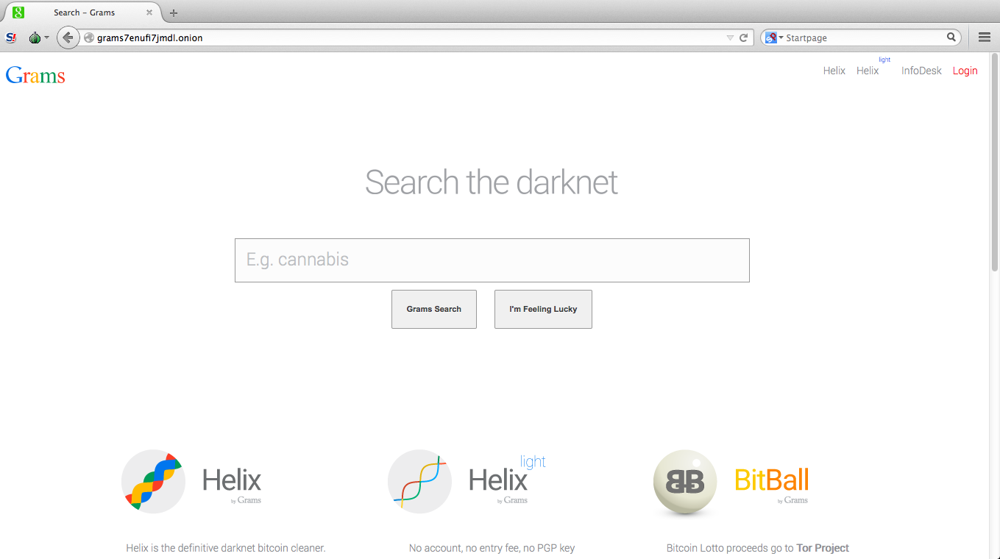 Search – Grams
grams7enufi7jmdl.onion
Startpage
Grams
Helix Helix light InfoDesk Login
Search the darknet
E.g. cannabis
Grams Search I'm Feeling Lucky
Helix
by Grams
Helix light
by Grams
BitBall
by Grams
Helix is the definitive darknet bitcoin cleaner.
No account, no entry fee, no PGP key
Bitcoin Lotto proceeds go to Tor Project